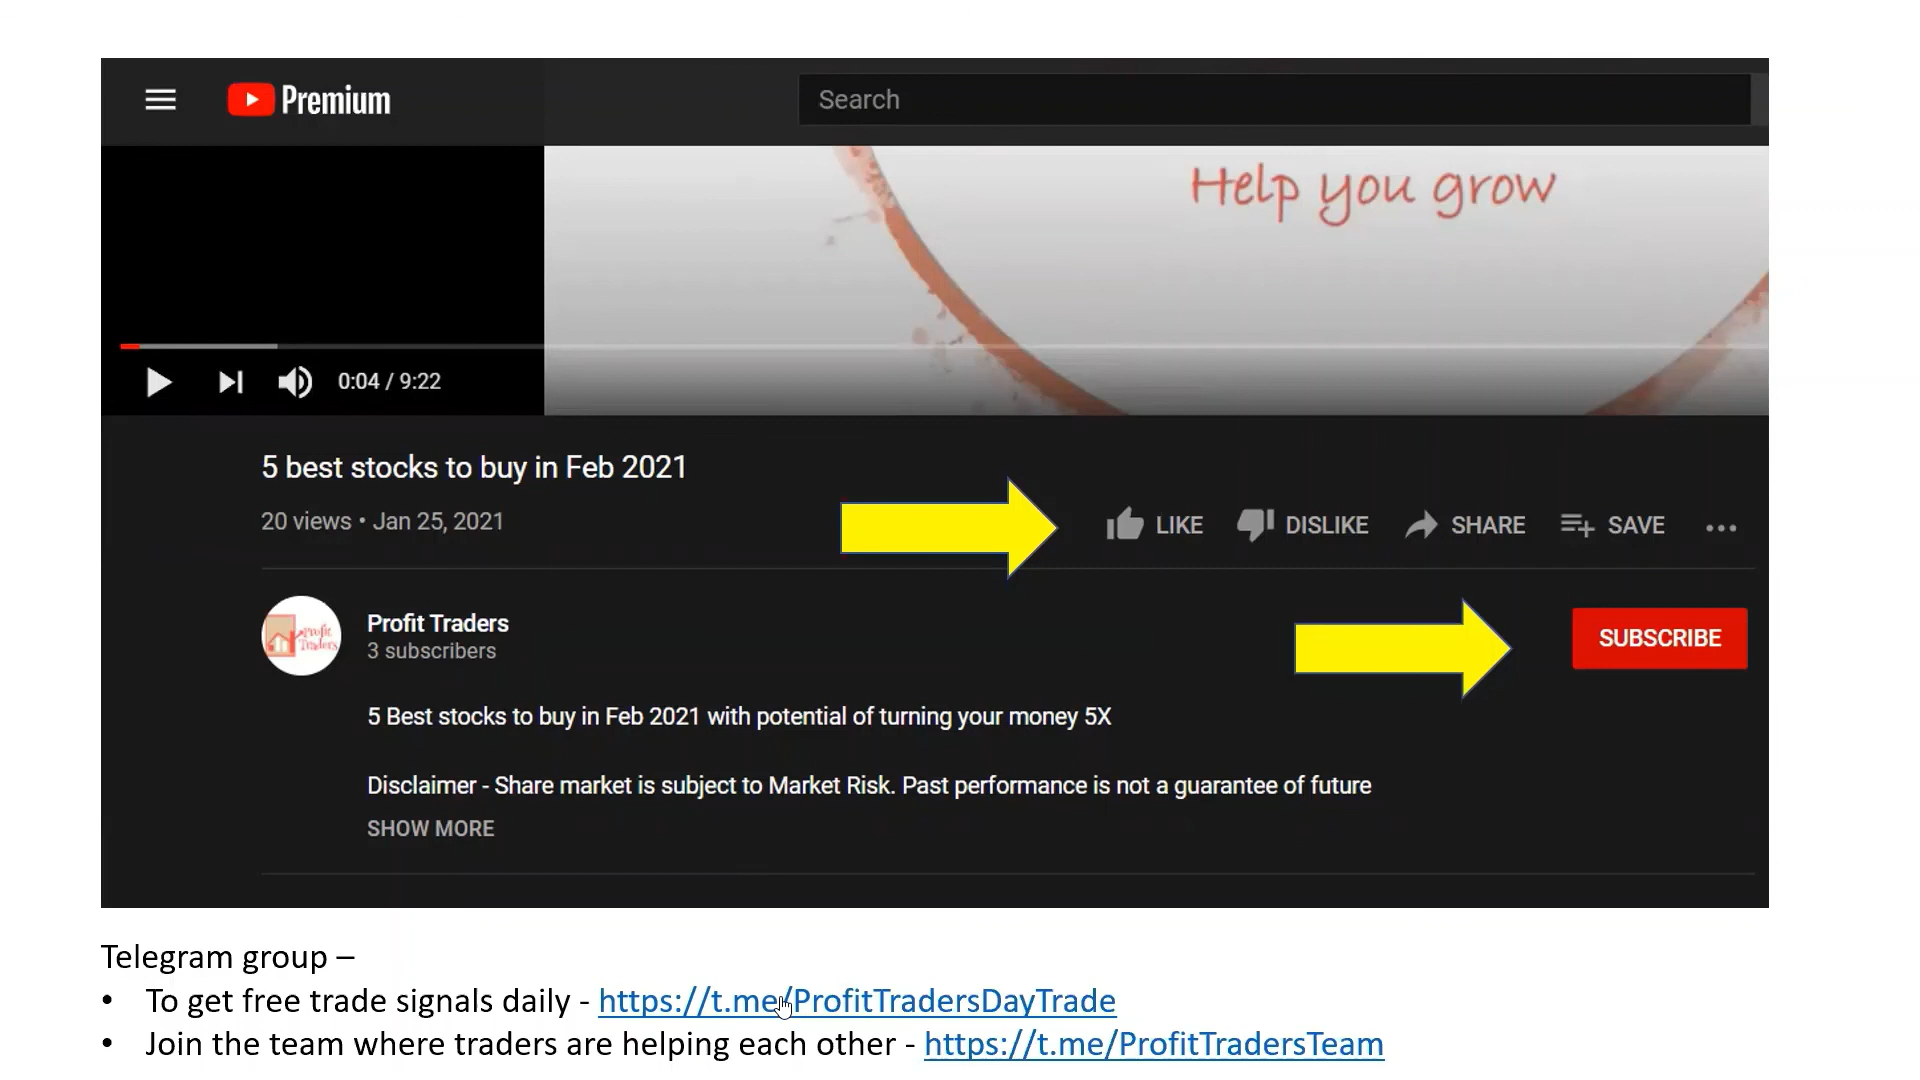 Premium
Search
Help you grow
0:04 / 9:22
5 best stocks to buy in Feb 2021
20 views • Jan 25, 2021
LIKE DISLIKE SHARE SAVE
Profit Traders
Profit Traders
3 subscribers
SUBSCRIBE
5 Best stocks to buy in Feb 2021 with potential of turning your money 5X
Disclaimer - Share market is subject to Market Risk. Past performance is not a guarantee of future
SHOW MORE
Telegram group –
• To get free trade signals daily - https://t.me/ProfitTradersDayTrade
• Join the team where traders are helping each other - https://t.me/ProfitTradersTeam